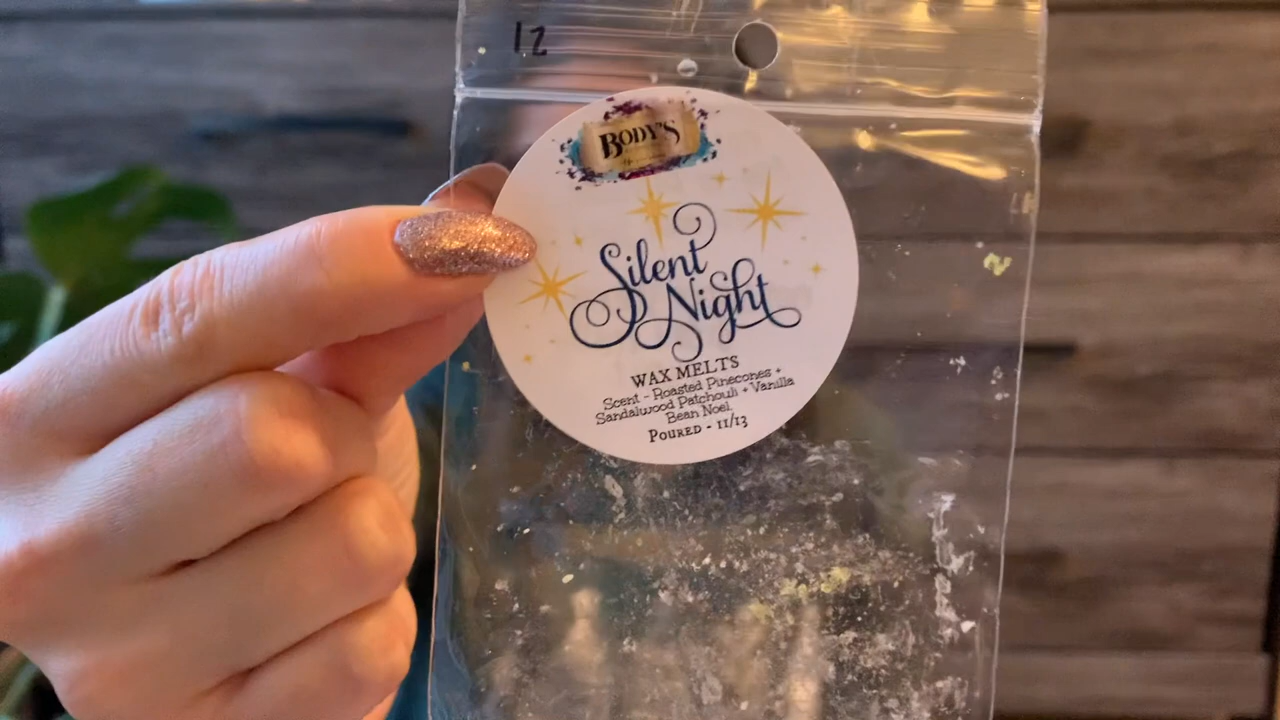 12
BODY'S
Silent
Night
WAX MELTS
Scent - Roasted Pinecones +
Sandalwood Patchouli + Vanilla
Bean Noel
Poured - 11/13